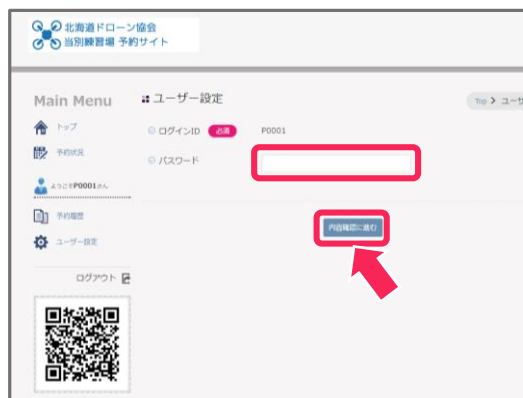 北海道ドローン協会
当別練習場 予約サイト
Main Menu
トップ
予約状況
ようこそP0001さん
予約履歴
ユーザー設定
ログアウト
ユーザー設定
Top > ユーザ
ログインID 必須 P0001
パスワード
内容確認に進む